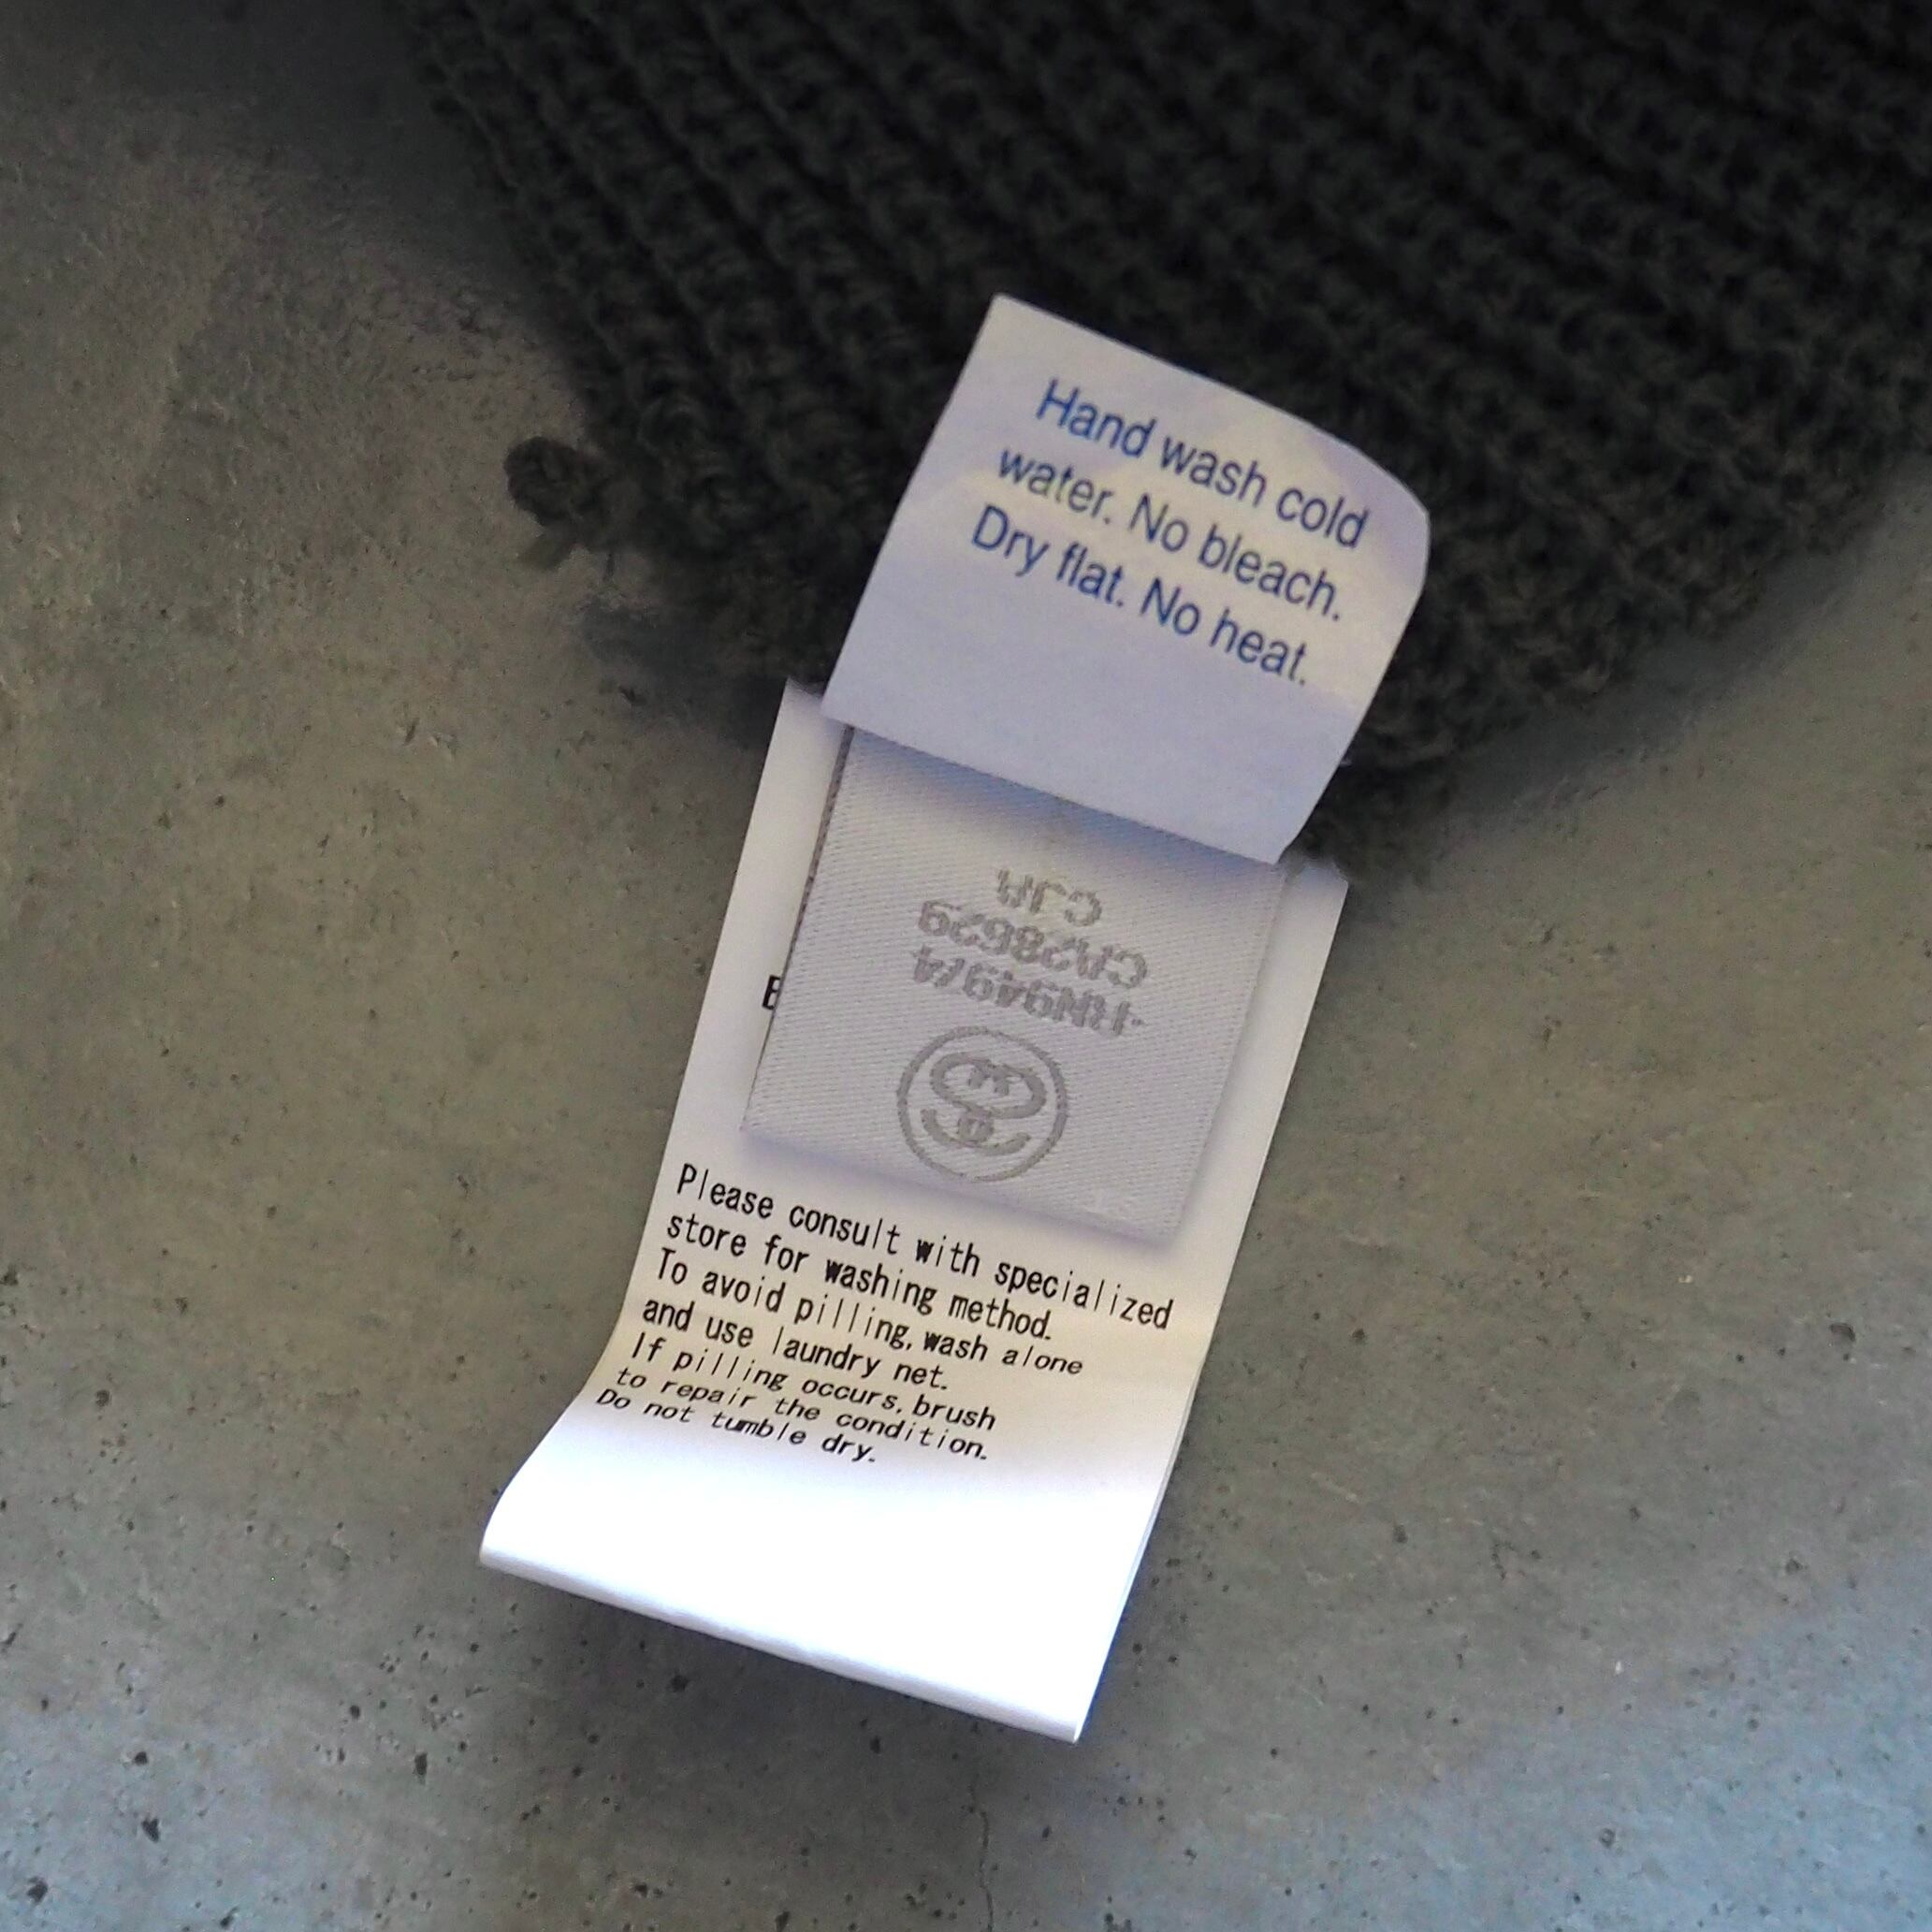 Hand wash cold
water. No bleach.
Dry flat. No heat.
Please consult with specialized
store for washing method.
To avoid pilling, wash alone
and use laundry net.
If pilling occurs, brush
to repair the condition.
Do not tumble dry.